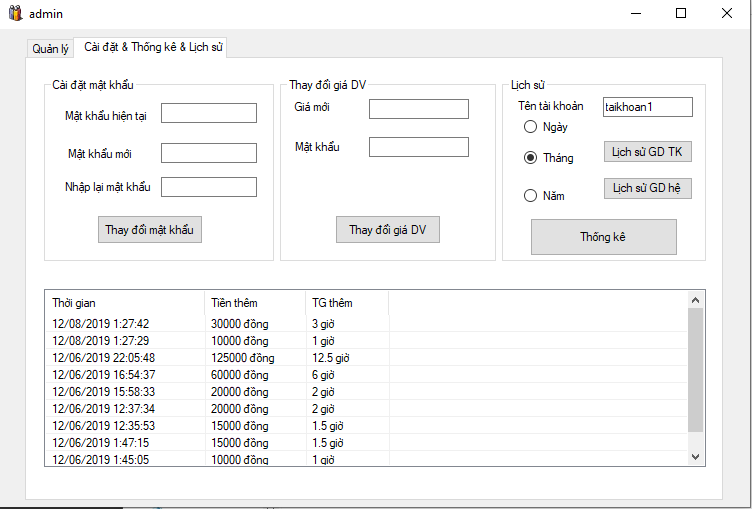 admin
Quản lý
Cài đặt & Thống kê & Lịch sử
Cài đặt mật khẩu
Mật khẩu hiện tại
Mật khẩu mới
Nhập lại mật khẩu
Thay đổi mật khẩu
Thay đổi giá DV
Giá mới
Mật khẩu
Thay đổi giá DV
Lịch sử
Tên tài khoản taikhoan1
Ngày
Tháng
Năm
Lịch sử GD TK
Lịch sử GD hệ
Thống kê
Thời gian Tiền thêm TG thêm
12/08/2019 1:27:42 30000 đồng 3 giờ
12/08/2019 1:27:29 10000 đồng 1 giờ
12/06/2019 22:05:48 125000 đồng 12.5 giờ
12/06/2019 16:54:37 60000 đồng 6 giờ
12/06/2019 15:58:33 20000 đồng 2 giờ
12/06/2019 12:37:34 20000 đồng 2 giờ
12/06/2019 12:35:53 15000 đồng 1.5 giờ
12/06/2019 1:47:15 15000 đồng 1.5 giờ
12/06/2019 1:45:05 10000 đồng 1 giờ